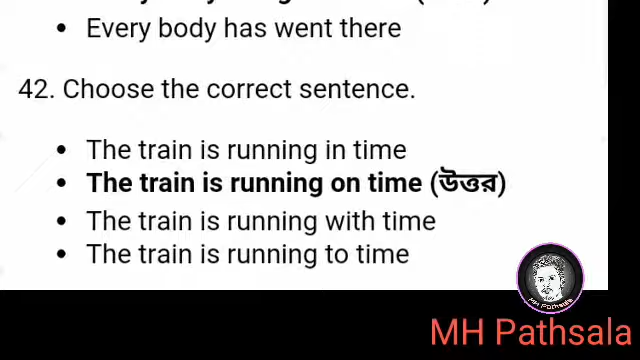 • Every body has went there
42. Choose the correct sentence.
• The train is running in time
• The train is running on time (উত্তর)
• The train is running with time
• The train is running to time
MH Pathsala
MH Pathsala